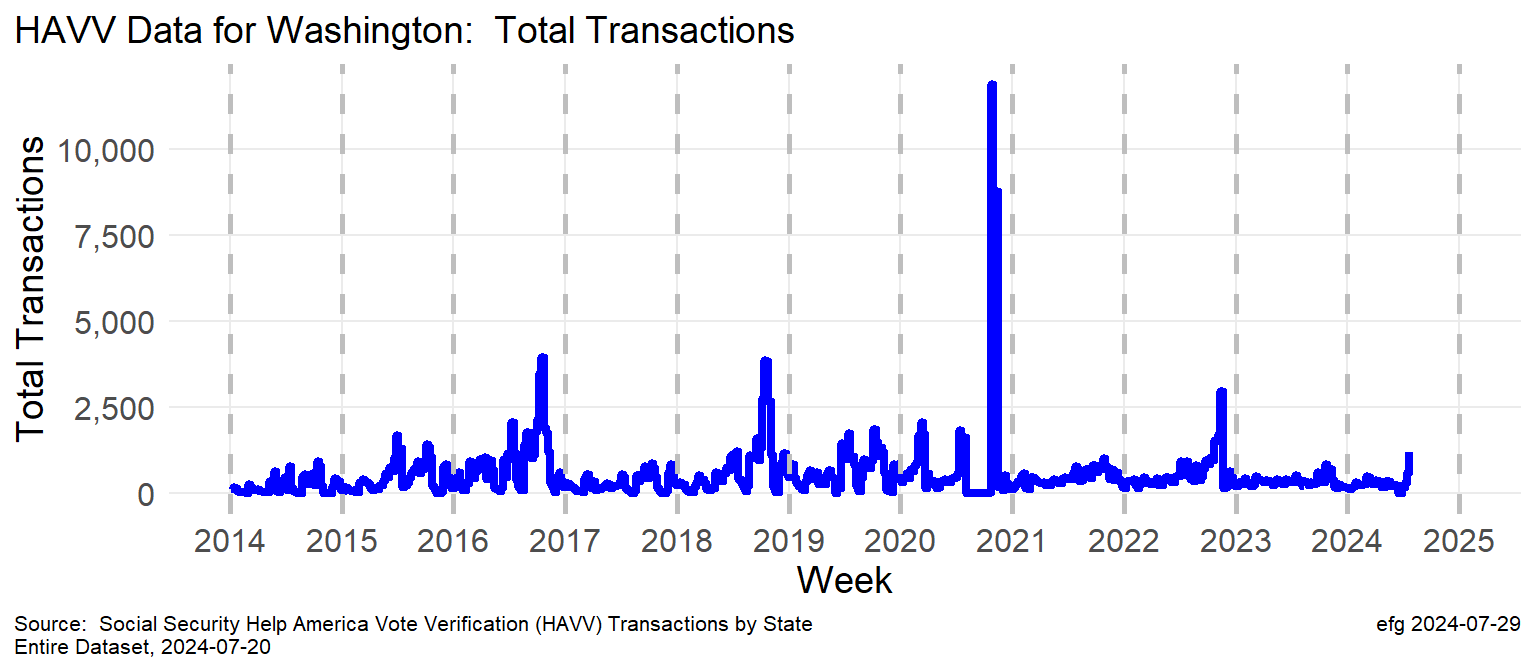 HAVV Data for Washington:  Total Transactions
Total Transactions
10,000
7,500
5,000
2,500
0
2014 2015 2016 2017 2018 2019 2020 2021 2022 2023 2024 2025
Week
Source:  Social Security Help America Vote Verification (HAVV) Transactions by State
Entire Dataset, 2024-07-20
efg 2024-07-29